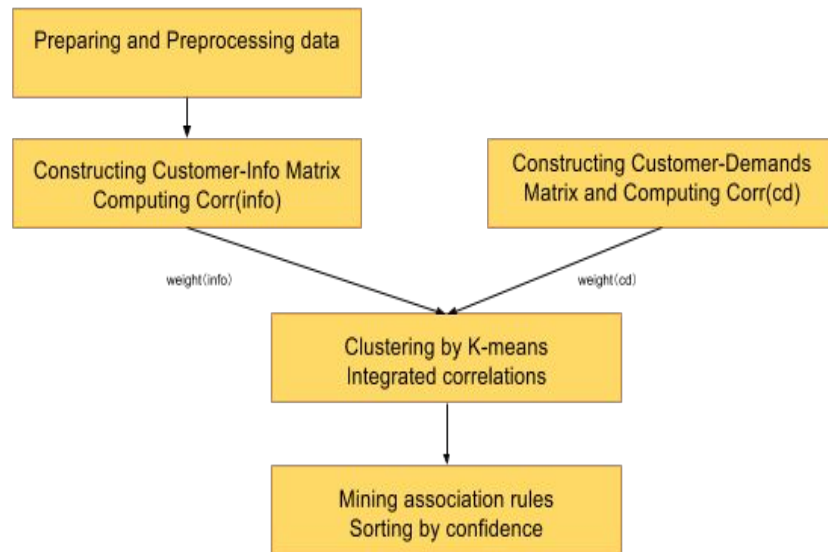 Preparing and Preprocessing data
Constructing Customer-Info Matrix
Computing Corr(info)
Constructing Customer-Demands
Matrix and Computing Corr(cd)
weight(info)
weight(cd)
Clustering by K-means
Integrated correlations
Mining association rules
Sorting by confidence